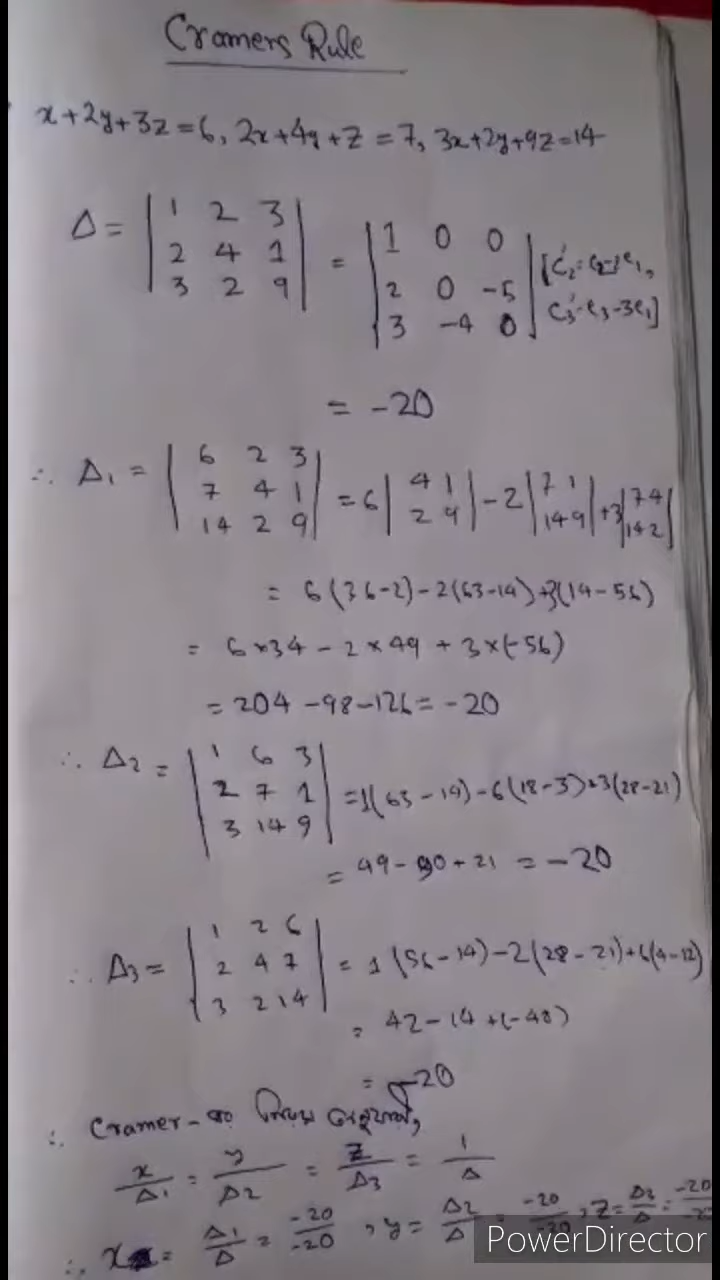 Cramers Rule
x+2y+3z=6, 2x+4y+z=7, 3x+2y+9z=14
Δ= |1 2 3| = |1 0 0| [C₂'=C₂-2C₁,
|2 4 1| |2 0 -5| C₃'=C₃-3C₁]
|3 2 9| |3 -4 0|
= -20
∴ Δ₁ = |6 2 3| = 6|4 1| -2|7 1| +3|7 4|
|7 4 1| |2 9| |14 9| |14 2|
|14 2 9|
= 6(36-2)-2(63-14)+3(14-56)
= 6×34 - 2×49 + 3×(-56)
= 204 -98-126= -20
∴ Δ₂ = |1 6 3|
|2 7 1| =1(63-14)-6(18-3)+3(28-21)
|3 14 9|
= 49-90+21 = -20
∴ Δ₃= |1 2 6|
|2 4 7| = 1(56-14)-2(28-21)+6(4-12)
|3 2 14|
= 42-14+(-48)
= -20
∴ Cramer-এর নিয়ম অনুযায়ী,
x/Δ₁ = y/Δ2 = z/Δ3 = 1/Δ
∴ x = Δ₁/Δ = -20/-20, y= Δ2/Δ = -20/-20, z= /Δ = -20/-20
PowerDirector